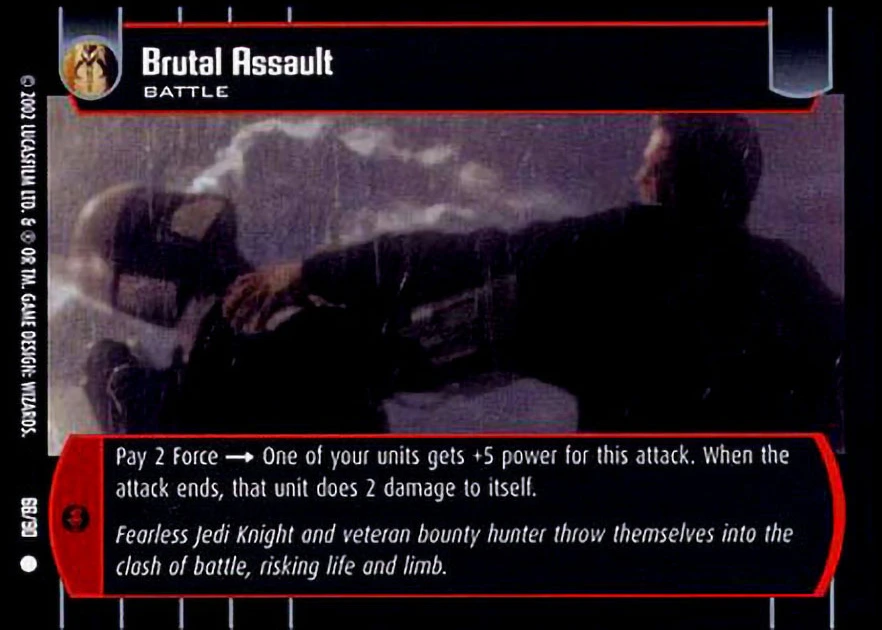 Brutal Assault
BATTLE
Pay 2 Force → One of your units gets +5 power for this attack. When the
attack ends, that unit does 2 damage to itself.
Fearless Jedi Knight and veteran bounty hunter throw themselves into the
clash of battle, risking life and limb.
© 2002 LUCASFILM LTD. & ® OR TM. GAME DESIGN: WIZARDS.